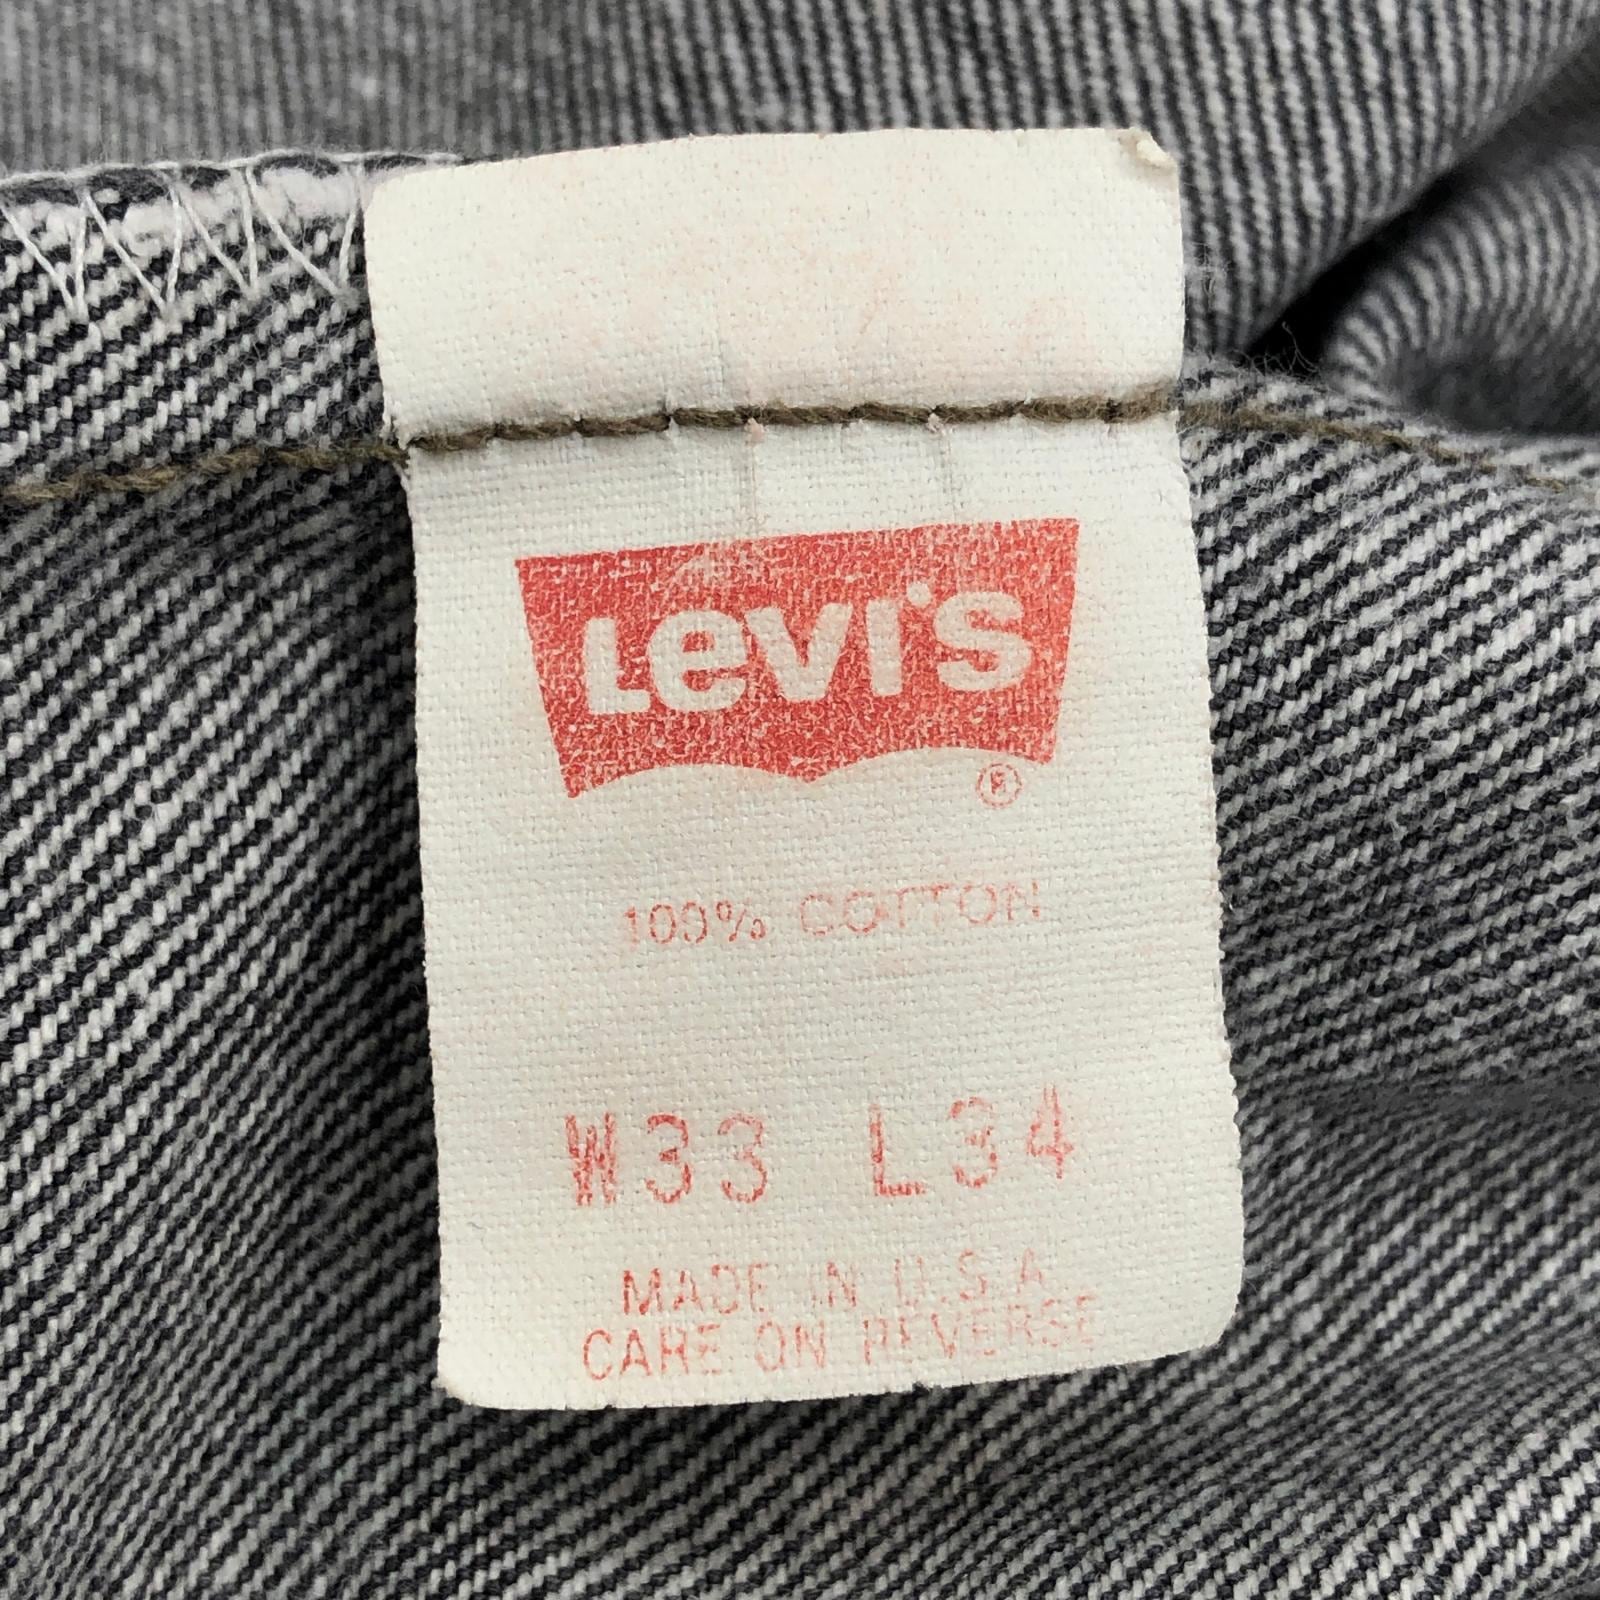 Levi's
®
100% COTTON
W33 L34
MADE IN U.S.A.
CARE ON REVERSE